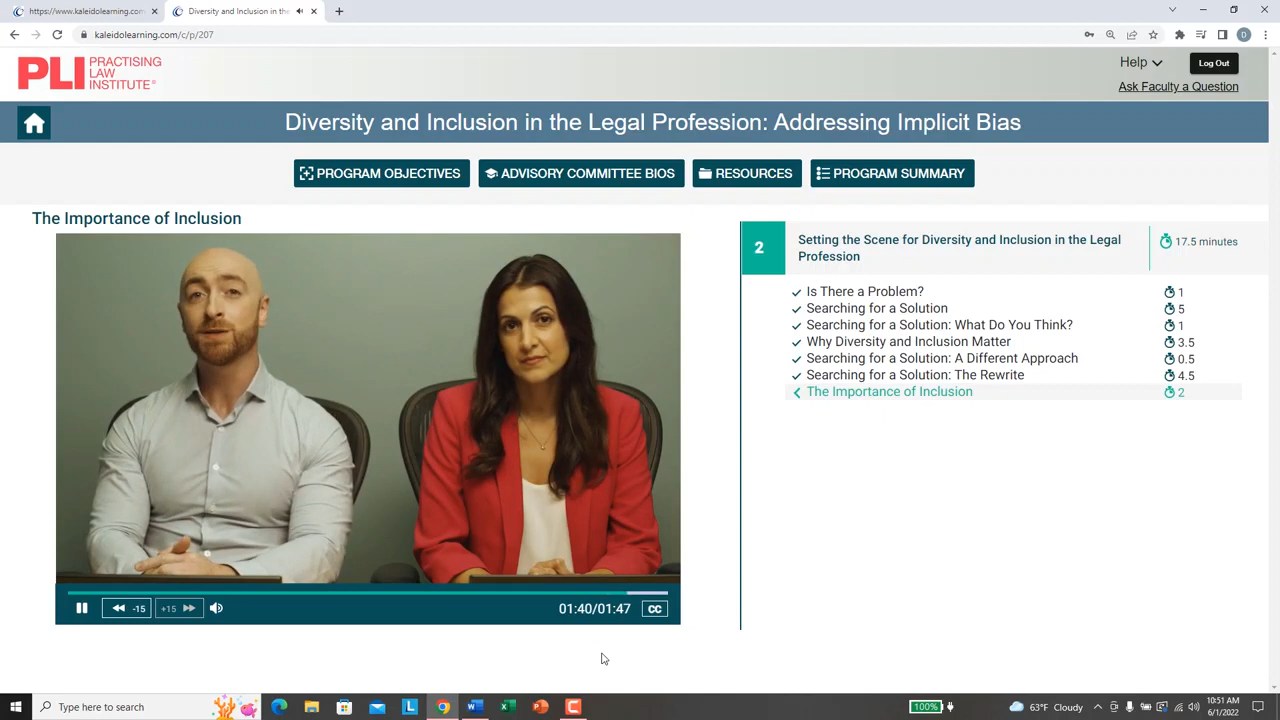 https://www.kaleidolearning.com/
Diversity and Inclusion in the
kaleidolearning.com/c/p/207
D
PLI PRACTISING
LAW
INSTITUTE®
Help
Log Out
Ask Faculty a Question
Diversity and Inclusion in the Legal Profession: Addressing Implicit Bias
PROGRAM OBJECTIVES
ADVISORY COMMITTEE BIOS
RESOURCES
PROGRAM SUMMARY
The Importance of Inclusion
01:40/01:47
CC
-15
+15
2
Setting the Scene for Diversity and Inclusion in the Legal
Profession
17.5 minutes
Is There a Problem? 1
Searching for a Solution 5
Searching for a Solution: What Do You Think? 1
Why Diversity and Inclusion Matter 3.5
Searching for a Solution: A Different Approach 0.5
Searching for a Solution: The Rewrite 4.5
The Importance of Inclusion 2
Type here to search
L
100%
63°F Cloudy
10:51 AM
6/1/2022